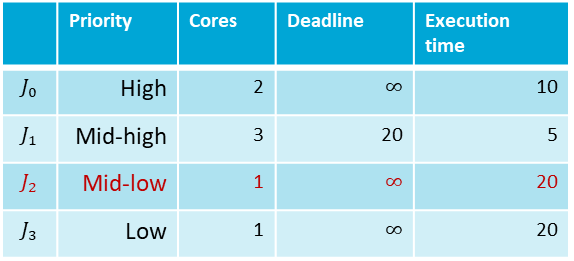 Priority Cores Deadline Execution time
J₀ High 2 ∞ 10
J₁ Mid-high 3 20 5
J₂ Mid-low 1 ∞ 20
J₃ Low 1 ∞ 20